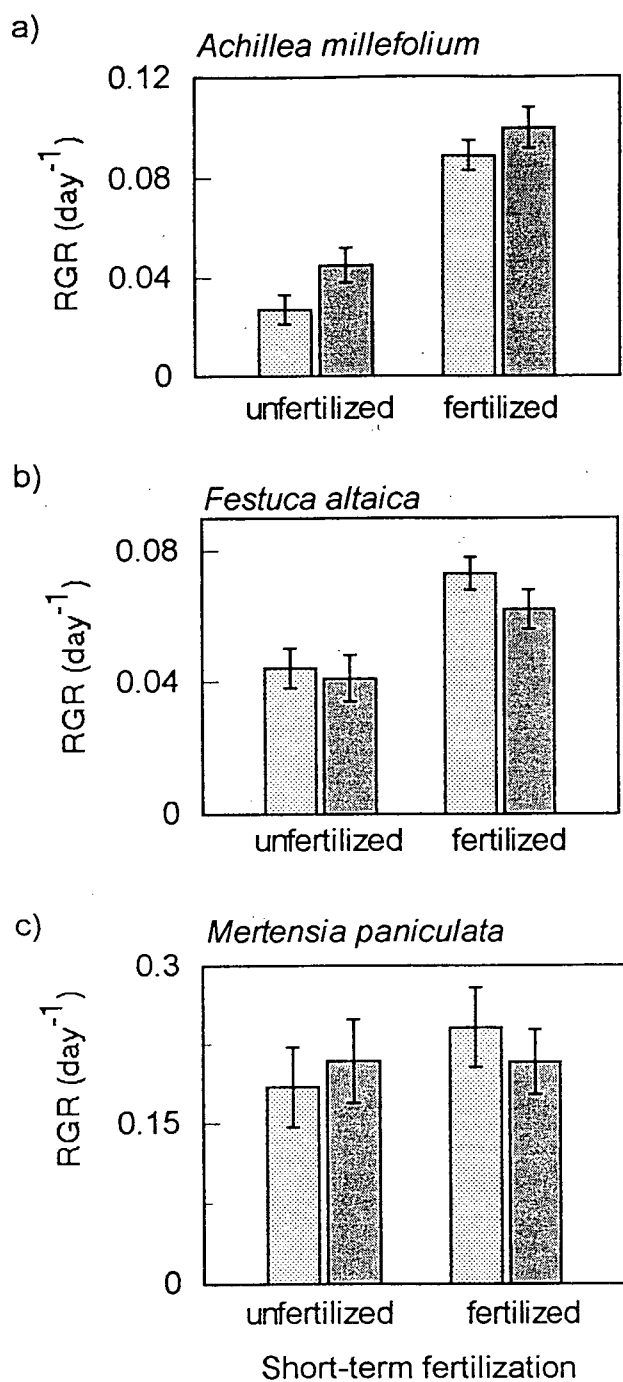 a)
Achillea millefolium
0.12
0.08
0.04
0
RGR (day-1)
unfertilized fertilized
b)
Festuca altaica
0.08
0.04
0
RGR (day-1)
unfertilized fertilized
c)
Mertensia paniculata
0.3
0.15
0
RGR (day-1)
unfertilized fertilized
Short-term fertilization